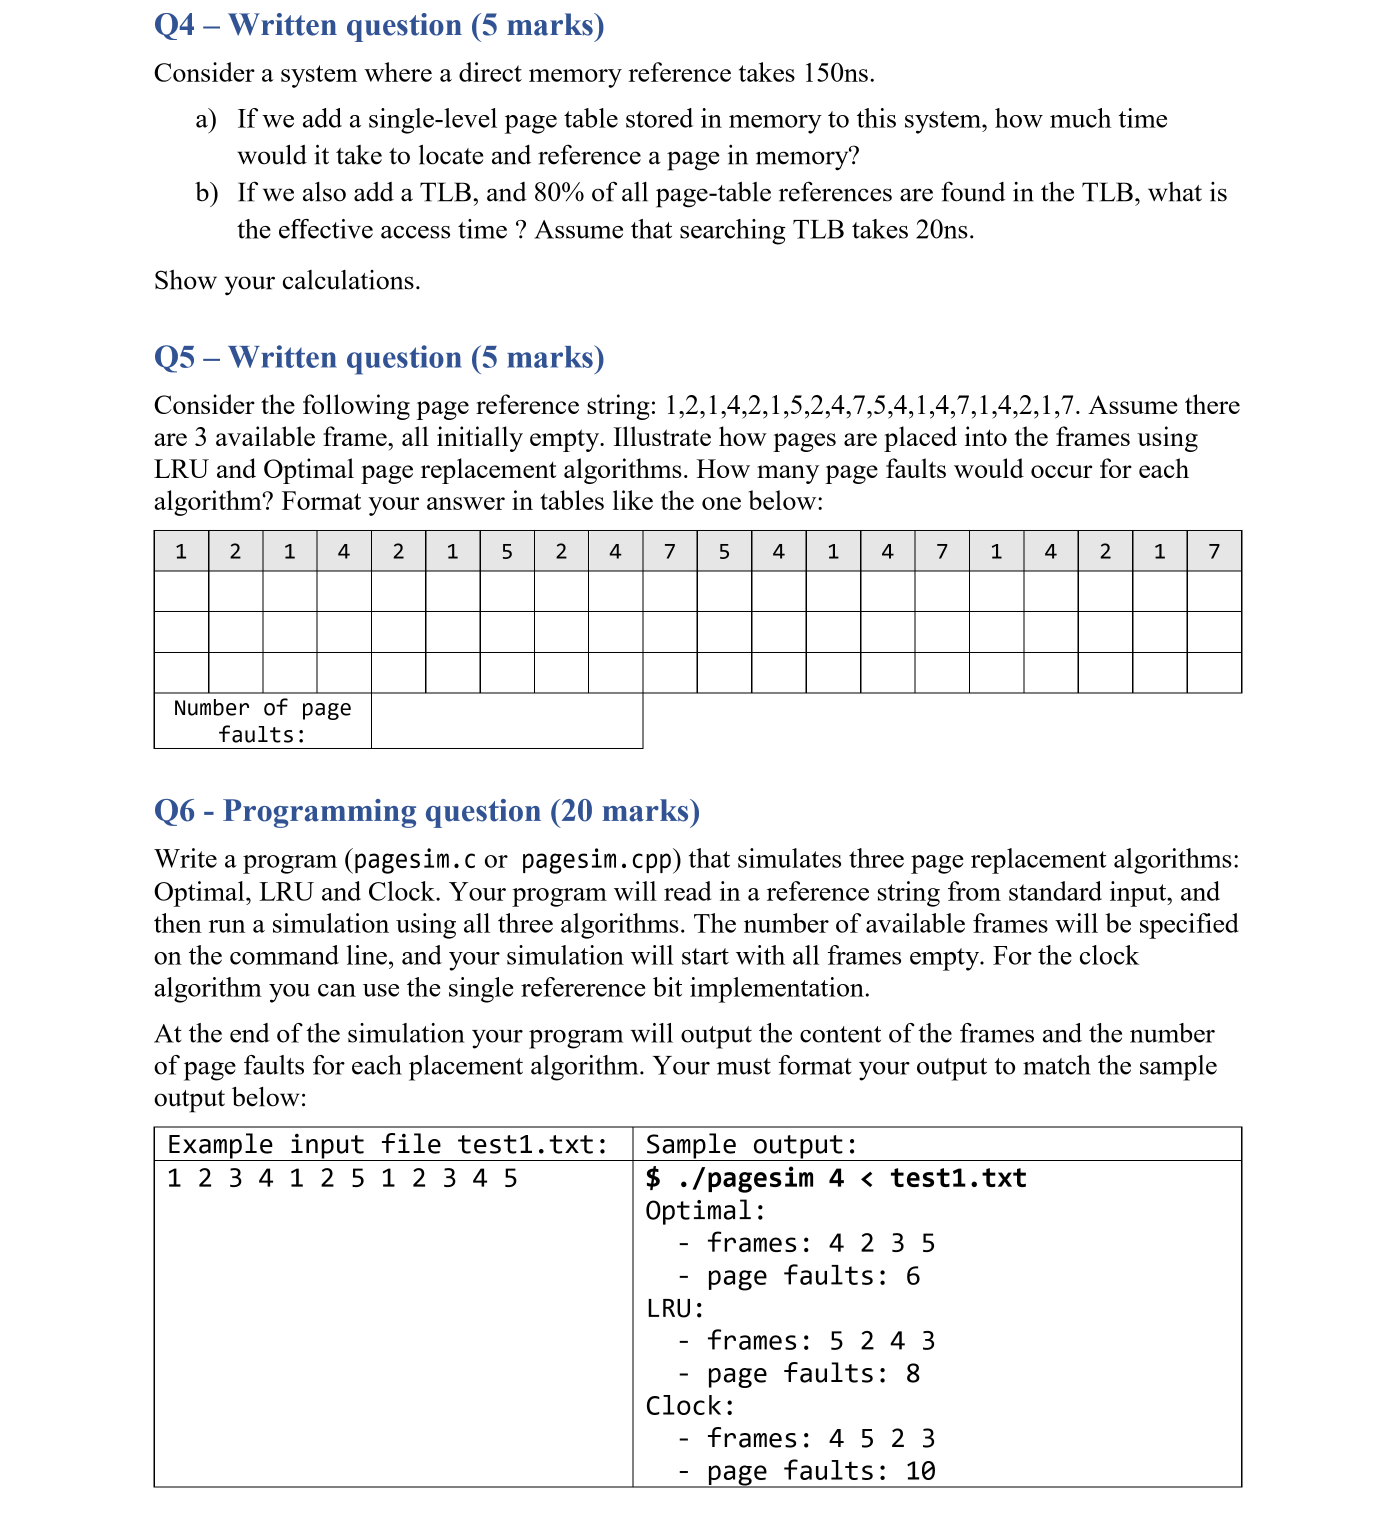 Q4 – Written question (5 marks)
Consider a system where a direct memory reference takes 150ns.
a) If we add a single-level page table stored in memory to this system, how much time
would it take to locate and reference a page in memory?
b) If we also add a TLB, and 80% of all page-table references are found in the TLB, what is
the effective access time ? Assume that searching TLB takes 20ns.
Show your calculations.
Q5 – Written question (5 marks)
Consider the following page reference string: 1,2,1,4,2,1,5,2,4,7,5,4,1,4,7,1,4,2,1,7. Assume there
are 3 available frame, all initially empty. Illustrate how pages are placed into the frames using
LRU and Optimal page replacement algorithms. How many page faults would occur for each
algorithm? Format your answer in tables like the one below:
1 2 1 4 2 1 5 2 4 7 5 4 1 4 7 1 4 2 1 7
Number of page
faults:
Q6 - Programming question (20 marks)
Write a program (pagesim.c or pagesim.cpp) that simulates three page replacement algorithms:
Optimal, LRU and Clock. Your program will read in a reference string from standard input, and
then run a simulation using all three algorithms. The number of available frames will be specified
on the command line, and your simulation will start with all frames empty. For the clock
algorithm you can use the single refererence bit implementation.
At the end of the simulation your program will output the content of the frames and the number
of page faults for each placement algorithm. Your must format your output to match the sample
output below:
Example input file test1.txt:
1 2 3 4 1 2 5 1 2 3 4 5
Sample output:
$ ./pagesim 4 < test1.txt
Optimal:
- frames: 4 2 3 5
- page faults: 6
LRU:
- frames: 5 2 4 3
- page faults: 8
Clock:
- frames: 4 5 2 3
- page faults: 10